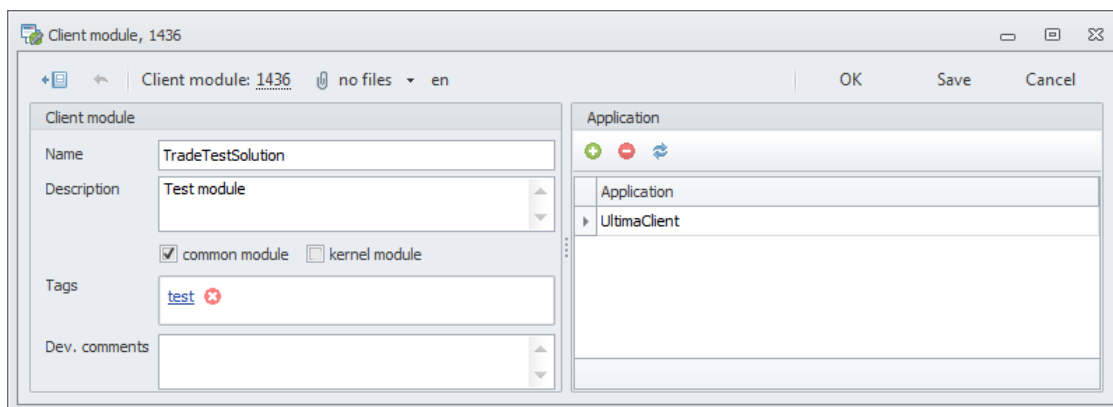 Client module, 1436
Client module: 1436 no files en OK Save Cancel
Client module
Name TradeTestSolution
Description Test module
common module kernel module
Tags test
Dev. comments
Application
Application
UltimaClient